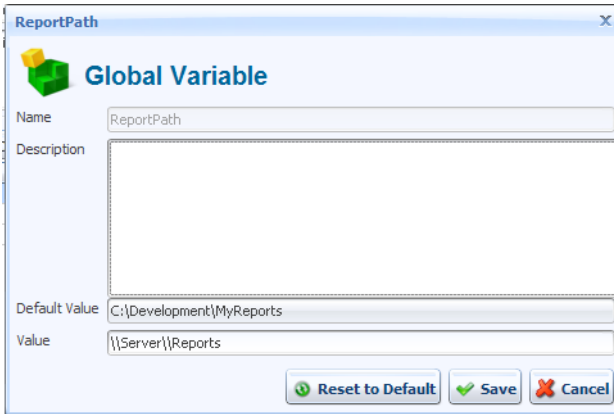 ReportPath
x
Global Variable
Name ReportPath
Description
Default Value C:\Development\MyReports
Value \\Server\\Reports
Reset to Default Save Cancel